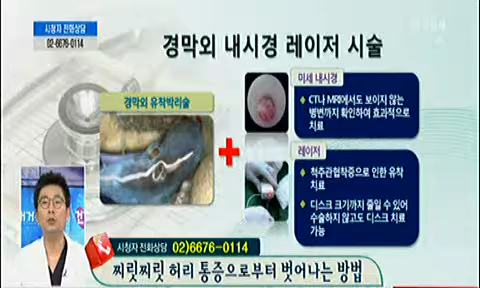 시청자 전화상담
02-6676-0114
경막외 내시경 레이저 시술
경막외 유착박리술
미세 내시경
▸ CT나 MRI에서도 보이지 않는
병변까지 확인하여 효과적으로
치료
레이저
▸ 척추관협착증으로 인한 유착
치료
▸ 디스크 크기까지 줄일 수 있어
수술하지 않고도 디스크 치료
가능
시청자 전화상담 02)6676-0114
찌릿찌릿 허리 통증으로부터 벗어나는 방법